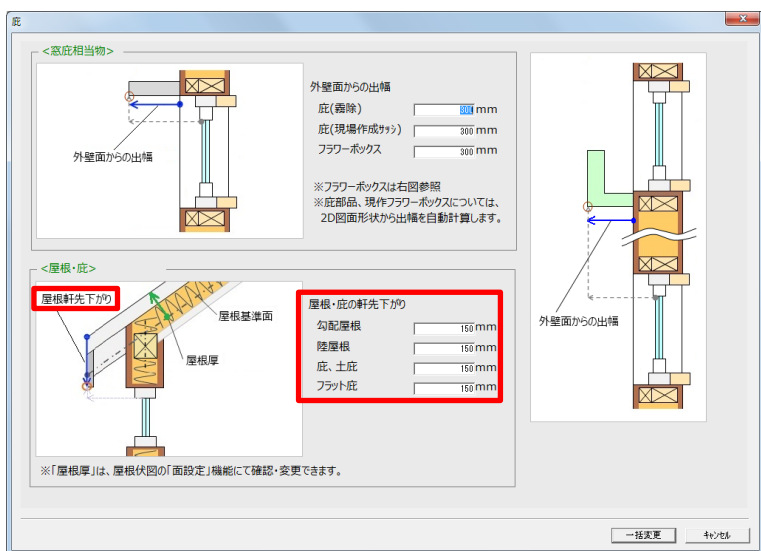 庇
<窓庇相当物>
外壁面からの出幅
外壁面からの出幅
庇(霧除) 300 mm
庇(現場作成ｻｯｼ) 300 mm
フラワーボックス 300 mm
※フラワーボックスは右図参照
※庇部品、現作フラワーボックスについては、
2D図面形状から出幅を自動計算します。
<屋根・庇>
屋根軒先下がり
屋根基準面
屋根厚
屋根・庇の軒先下がり
勾配屋根 150 mm
陸屋根 150 mm
庇、土庇 150 mm
フラット庇 150 mm
※「屋根厚」は、屋根伏図の「面設定」機能にて確認・変更できます。
外壁面からの出幅
一括変更 ｷｬﾝｾﾙ